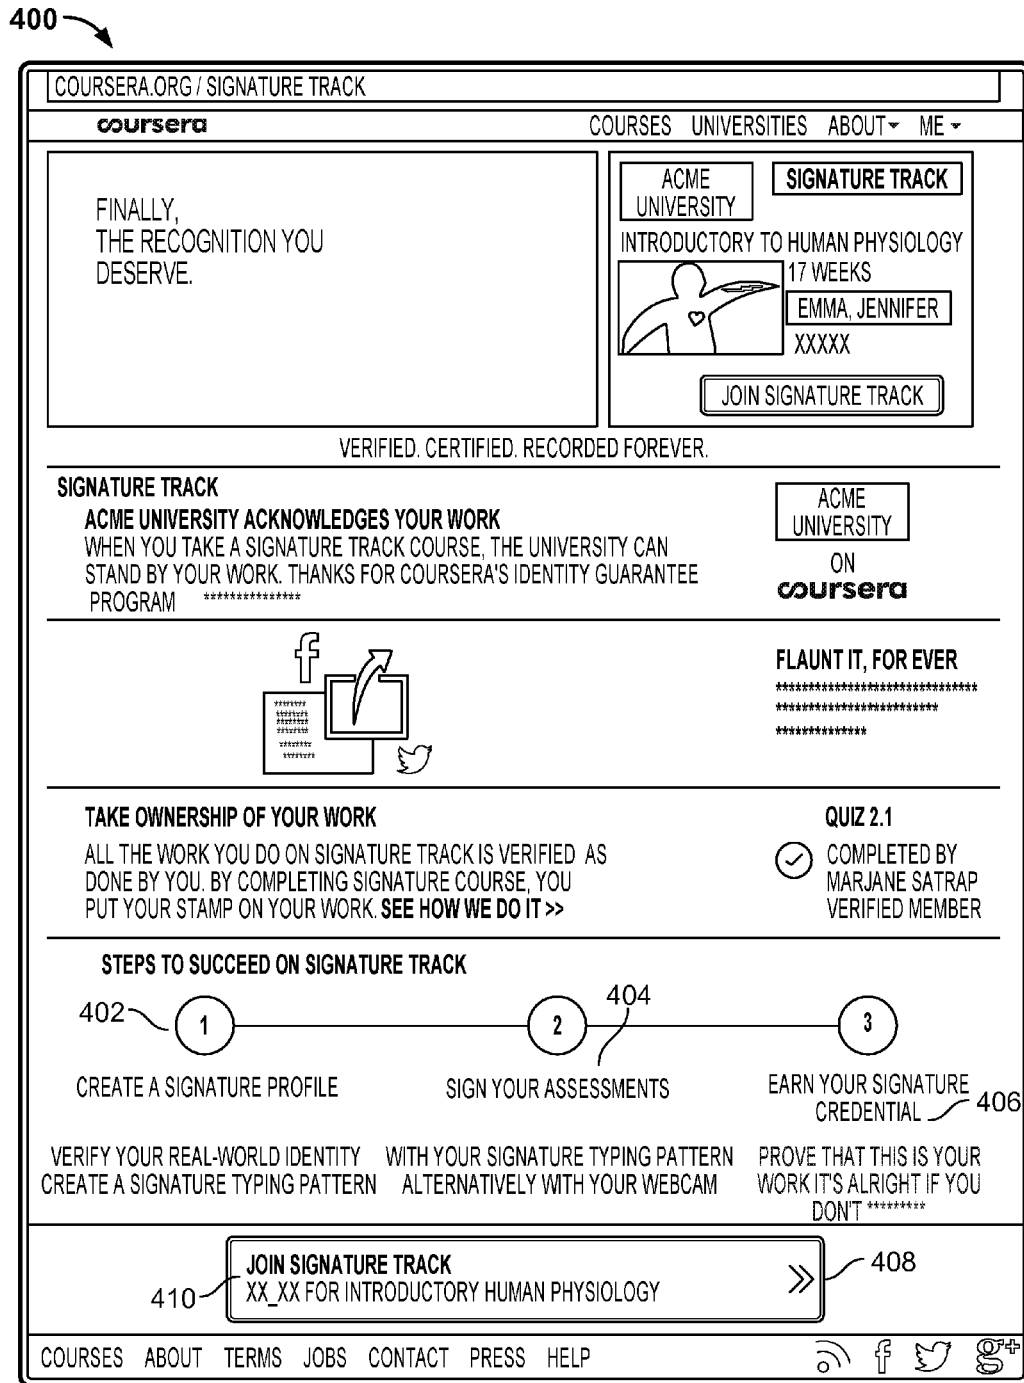 400
COURSERA.ORG / SIGNATURE TRACK
coursera
COURSES UNIVERSITIES ABOUT ME
FINALLY,
THE RECOGNITION YOU
DESERVE.
ACME
UNIVERSITY
SIGNATURE TRACK
INTRODUCTORY TO HUMAN PHYSIOLOGY
17 WEEKS
EMMA, JENNIFER
XXXXX
JOIN SIGNATURE TRACK
VERIFIED. CERTIFIED. RECORDED FOREVER.
SIGNATURE TRACK
ACME UNIVERSITY ACKNOWLEDGES YOUR WORK
WHEN YOU TAKE A SIGNATURE TRACK COURSE, THE UNIVERSITY CAN
STAND BY YOUR WORK. THANKS FOR COURSERA'S IDENTITY GUARANTEE
PROGRAM ***************
ACME
UNIVERSITY
ON
coursera
f
********
********
********
********
********
********
FLAUNT IT, FOR EVER
*******************************
*************************
**************
TAKE OWNERSHIP OF YOUR WORK
ALL THE WORK YOU DO ON SIGNATURE TRACK IS VERIFIED AS
DONE BY YOU. BY COMPLETING SIGNATURE COURSE, YOU
PUT YOUR STAMP ON YOUR WORK. SEE HOW WE DO IT >>
QUIZ 2.1
COMPLETED BY
MARJANE SATRAP
VERIFIED MEMBER
STEPS TO SUCCEED ON SIGNATURE TRACK
402
1
2
404
3
CREATE A SIGNATURE PROFILE
SIGN YOUR ASSESSMENTS
EARN YOUR SIGNATURE
CREDENTIAL
406
VERIFY YOUR REAL-WORLD IDENTITY
CREATE A SIGNATURE TYPING PATTERN
WITH YOUR SIGNATURE TYPING PATTERN
ALTERNATIVELY WITH YOUR WEBCAM
PROVE THAT THIS IS YOUR
WORK IT'S ALRIGHT IF YOU
DON'T *********
JOIN SIGNATURE TRACK
XX_XX FOR INTRODUCTORY HUMAN PHYSIOLOGY
408
410
COURSES ABOUT TERMS JOBS CONTACT PRESS HELP
f
g+